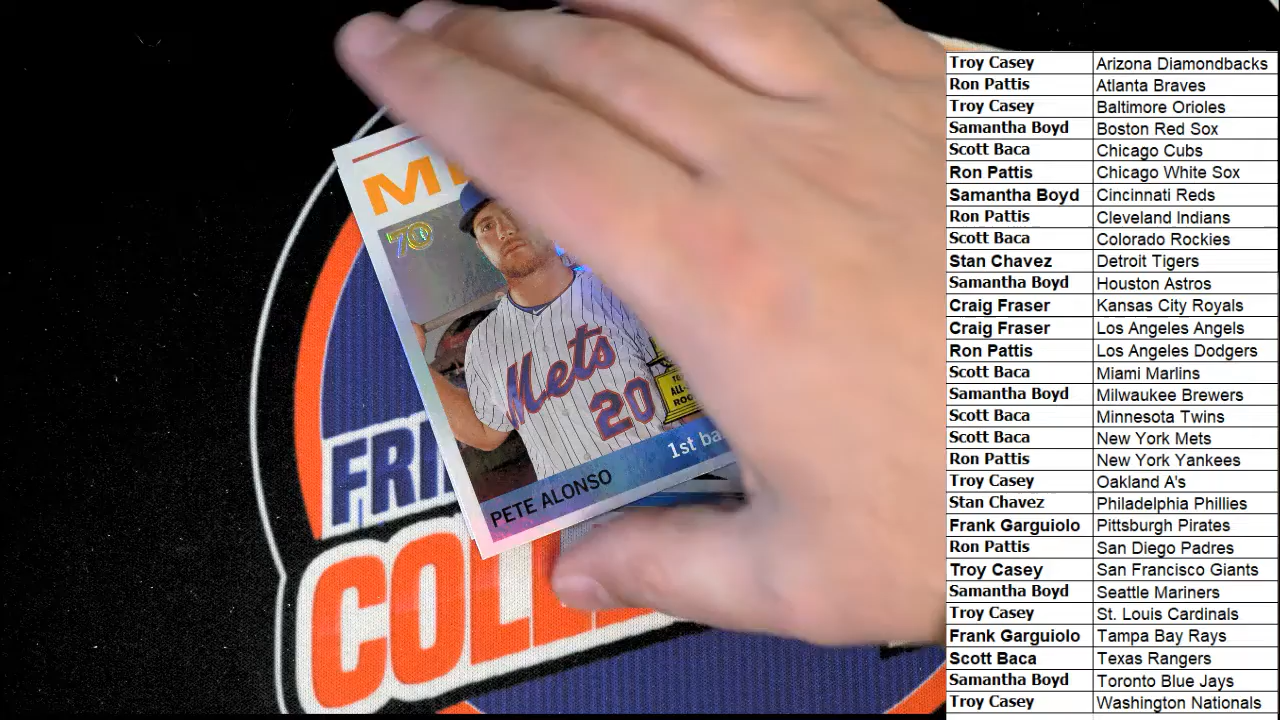 M
70
Mets
20
1st ba
PETE ALONSO
FRI
COL
Troy Casey Arizona Diamondbacks
Ron Pattis Atlanta Braves
Troy Casey Baltimore Orioles
Samantha Boyd Boston Red Sox
Scott Baca Chicago Cubs
Ron Pattis Chicago White Sox
Samantha Boyd Cincinnati Reds
Ron Pattis Cleveland Indians
Scott Baca Colorado Rockies
Stan Chavez Detroit Tigers
Samantha Boyd Houston Astros
Craig Fraser Kansas City Royals
Craig Fraser Los Angeles Angels
Ron Pattis Los Angeles Dodgers
Scott Baca Miami Marlins
Samantha Boyd Milwaukee Brewers
Scott Baca Minnesota Twins
Scott Baca New York Mets
Ron Pattis New York Yankees
Troy Casey Oakland A's
Stan Chavez Philadelphia Phillies
Frank Garguiolo Pittsburgh Pirates
Ron Pattis San Diego Padres
Troy Casey San Francisco Giants
Samantha Boyd Seattle Mariners
Troy Casey St. Louis Cardinals
Frank Garguiolo Tampa Bay Rays
Scott Baca Texas Rangers
Samantha Boyd Toronto Blue Jays
Troy Casey Washington Nationals